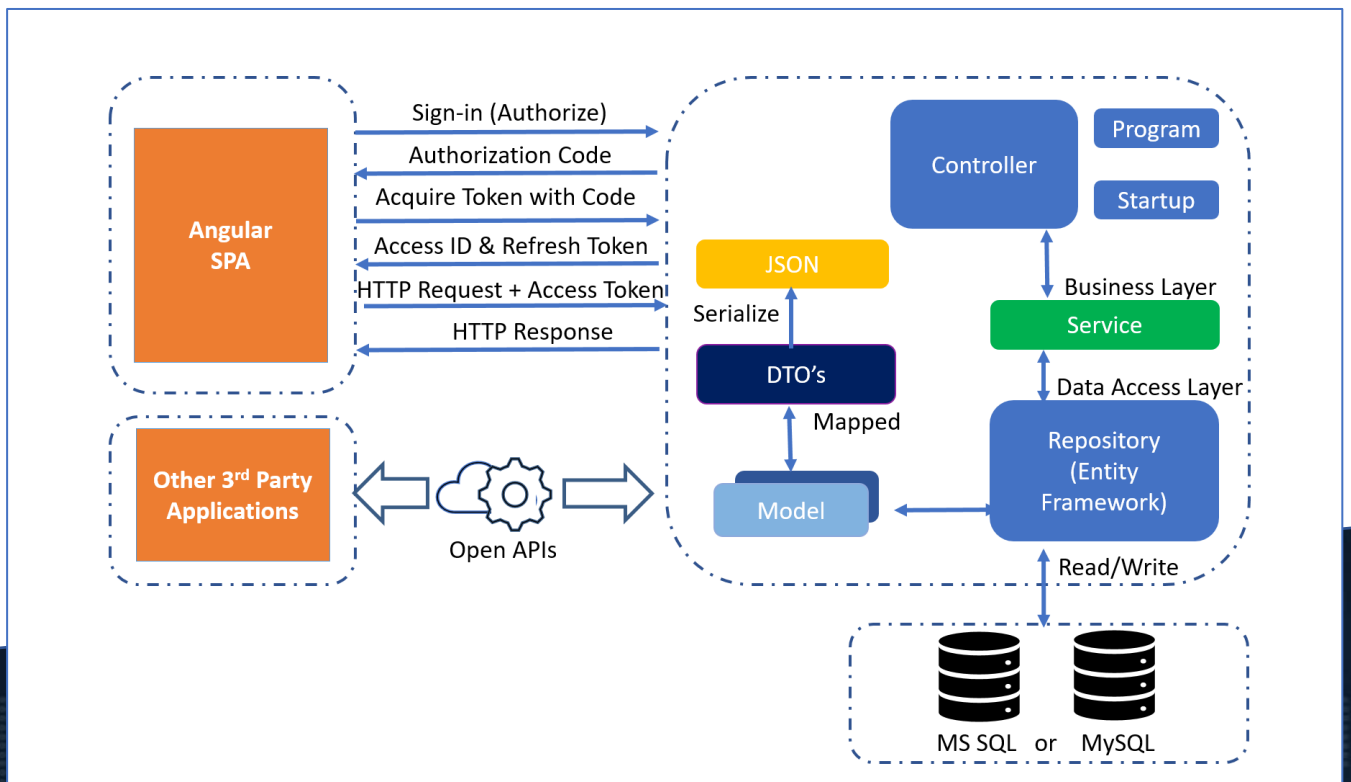 Sign-in (Authorize)
Authorization Code
Acquire Token with Code
Access ID & Refresh Token
HTTP Request + Access Token
HTTP Response
Angular
SPA
Other 3rd Party
Applications
Open APIs
Controller
Program
Startup
JSON
Serialize
DTO's
Mapped
Model
Business Layer
Service
Data Access Layer
Repository
(Entity
Framework)
Read/Write
MS SQL or MySQL